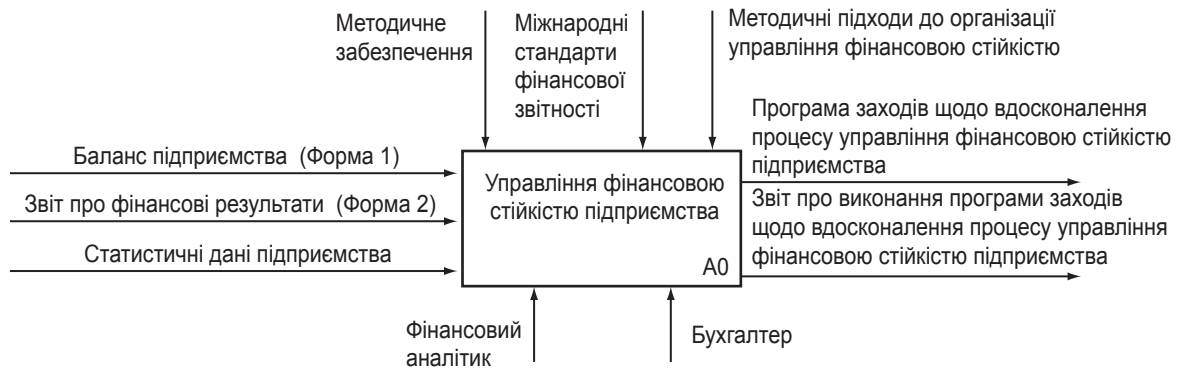 Методичне
забезпечення
Міжнародні
стандарти
фінансової
звітності
Методичні підходи до організації
управління фінансовою стійкістю
Баланс підприємства (Форма 1)
Звіт про фінансові результати (Форма 2)
Статистичні дані підприємства
Управління фінансовою
стійкістю підприємства
А0
Програма заходів щодо вдосконалення
процесу управління фінансовою стійкістю
підприємства
Звіт про виконання програми заходів
щодо вдосконалення процесу управління
фінансовою стійкістю підприємства
Фінансовий
аналітик
Бухгалтер